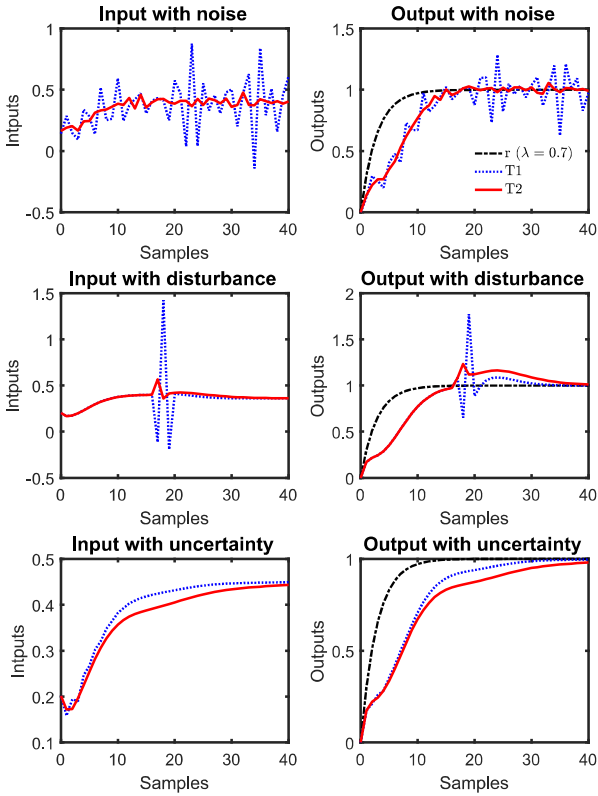 Input with noise
Intputs
1
0.5
0
−0.5
0 10 20 30 40
Samples
Output with noise
Outputs
1.5
1
0.5
0
r (λ = 0.7)
T1
T2
0 10 20 30 40
Samples
Input with disturbance
Intputs
1.5
1
0.5
0
−0.5
0 10 20 30 40
Samples
Output with disturbance
Outputs
2
1.5
1
0.5
0
0 10 20 30 40
Samples
Input with uncertainty
Intputs
0.5
0.4
0.3
0.2
0.1
0 10 20 30 40
Samples
Output with uncertainty
Outputs
1
0.5
0
0 10 20 30 40
Samples